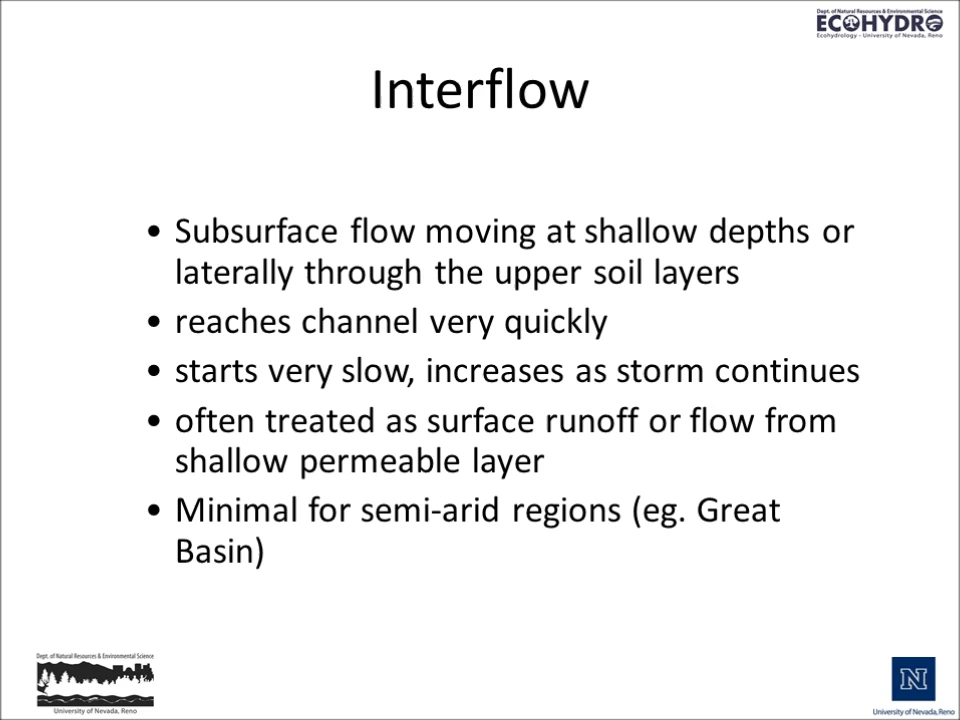 Dept. of Natural Resources & Environmental Science
ECOHYDRO
Ecohydrology - University of Nevada, Reno
Interflow
• Subsurface flow moving at shallow depths or
laterally through the upper soil layers
• reaches channel very quickly
• starts very slow, increases as storm continues
• often treated as surface runoff or flow from
shallow permeable layer
• Minimal for semi-arid regions (eg. Great
Basin)
Dept. of Natural Resources & Environmental Science
University of Nevada, Reno
N
University of Nevada, Reno